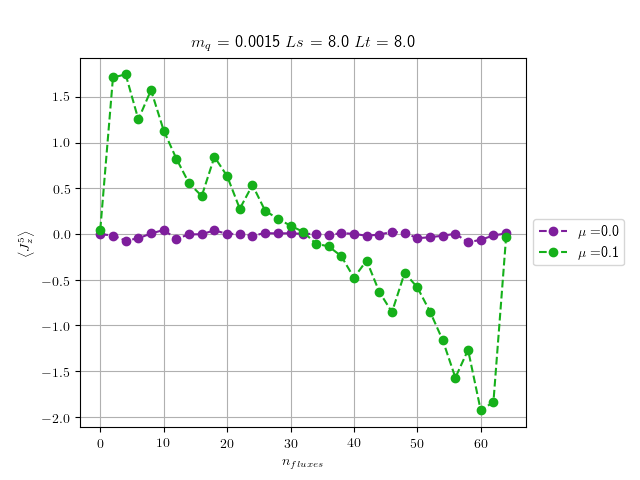 m_q = 0.0015 Ls = 8.0 Lt = 8.0
1.5
1.0
0.5
0.0
−0.5
−1.0
−1.5
−2.0
⟨J_z^5⟩
0 10 20 30 40 50 60
n_{fluxes}
μ =0.0
μ =0.1